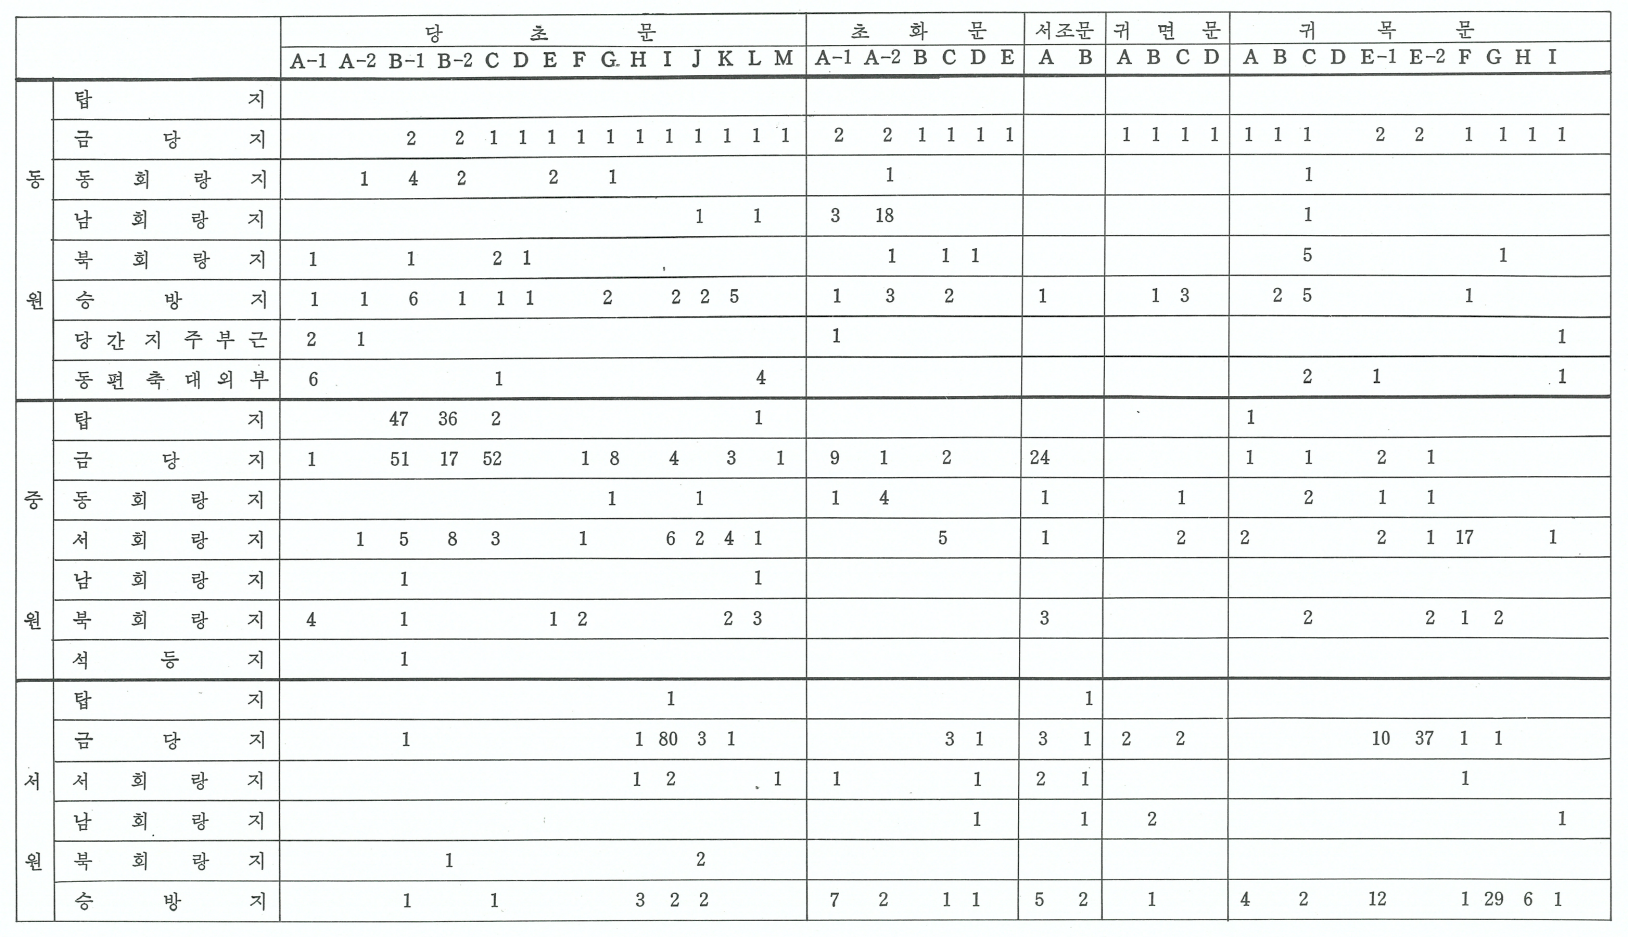 당 초 문 초 화 문 서조문 귀 면 문 귀 목 문
A-1 A-2 B-1 B-2 C D E F G H I J K L M A-1 A-2 B C D E A B A B C D A B C D E-1 E-2 F G H I
동 원
탑 지
금 당 지 2 2 1 1 1 1 1 1 1 1 1 1 1 2 2 1 1 1 1 1 1 1 1 1 1 1 2 2 1 1 1 1
동 회 랑 지 1 4 2 2 1 1 1
남 회 랑 지 1 1 3 18 1
북 회 랑 지 1 1 2 1 1 1 1 5 1
승 방 지 1 1 6 1 1 1 2 2 2 5 1 3 2 1 1 3 2 5 1
당 간 지 주 부 근 2 1 1 1
동 편 축 대 외 부 6 1 4 2 1 1
중 원
탑 지 47 36 2 1 1
금 당 지 1 51 17 52 1 8 4 3 1 9 1 2 24 1 1 2 1
동 회 랑 지 1 1 1 4 1 1 2 1 1
서 회 랑 지 1 5 8 3 1 6 2 4 1 5 1 2 2 2 1 17 1
남 회 랑 지 1 1
북 회 랑 지 4 1 1 2 2 3 3 2 2 1 2
석 등 지 1
서 원
탑 지 1 1
금 당 지 1 1 80 3 1 3 1 3 1 2 2 10 37 1 1
서 회 랑 지 1 2 1 1 1 2 1 1
남 회 랑 지 1 1 2 1
북 회 랑 지 1 2
승 방 지 1 1 3 2 2 7 2 1 1 5 2 1 4 2 12 1 29 6 1